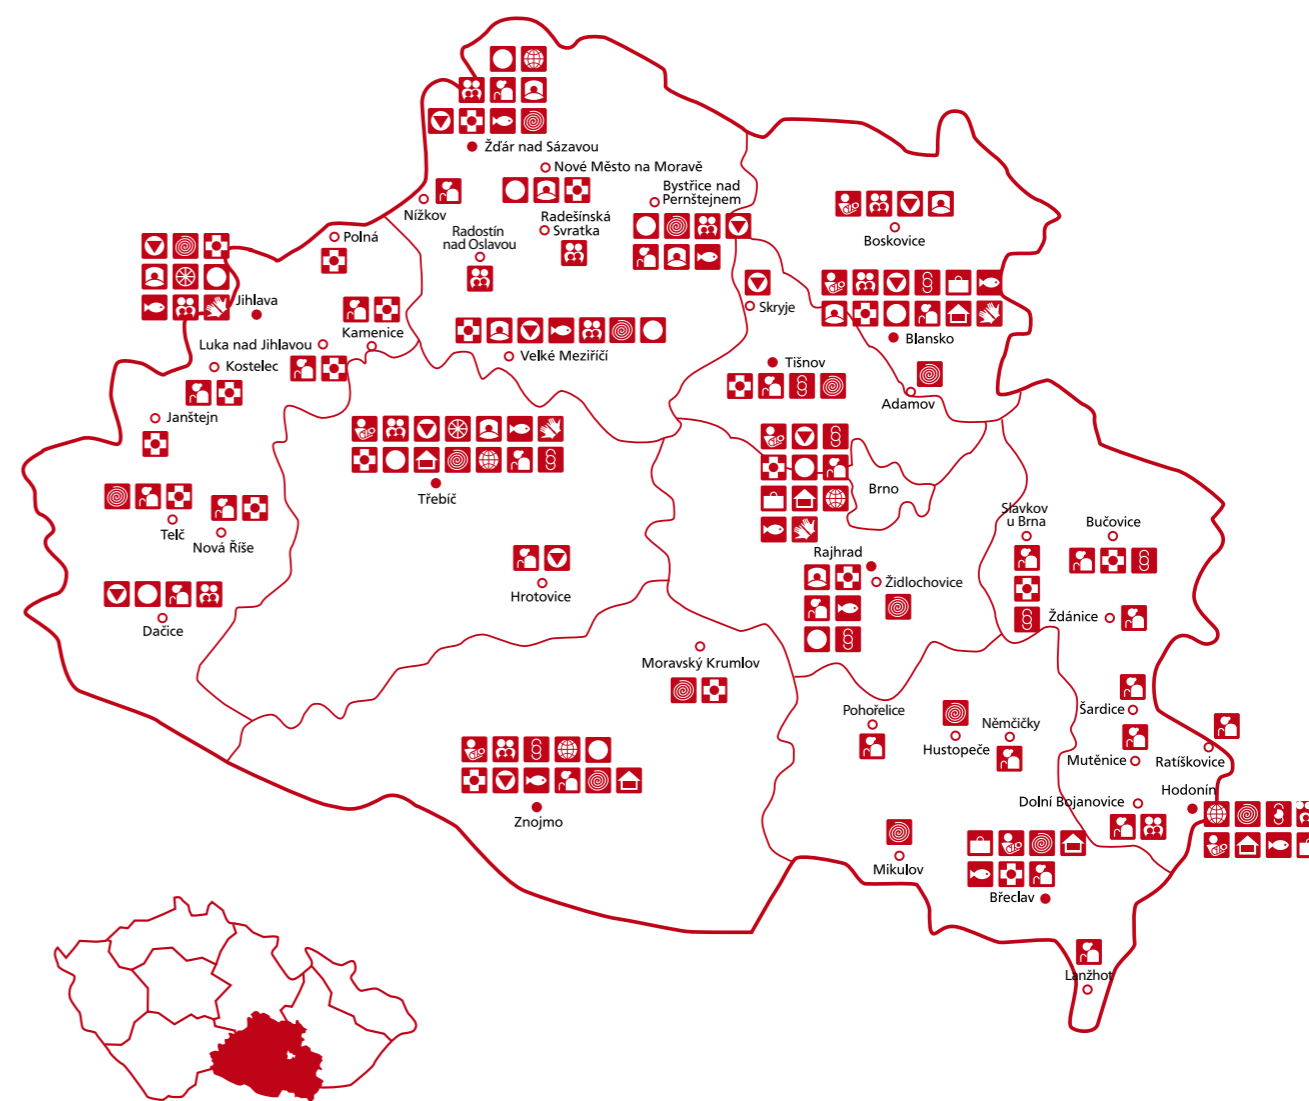 Žďár nad Sázavou
Nové Město na Moravě
Bystřice nad
Pernštejnem
Nížkov
Radešínská
Svratka
Radostín
nad Oslavou
Polná
Boskovice
Jihlava
Skryje
Kamenice
Luka nad Jihlavou
Kostelec
Velké Meziříčí
Blansko
Tišnov
Adamov
Janštejn
Třebíč
Brno
Telč
Nová Říše
Slavkov
u Brna
Bučovice
Rajhrad
Židlochovice
Hrotovice
Dačice
Ždánice
Moravský Krumlov
Pohořelice
Hustopeče
Němčičky
Šardice
Mutěnice
Ratíškovice
Hodonín
Dolní Bojanovice
Znojmo
Mikulov
Břeclav
Lanžhot